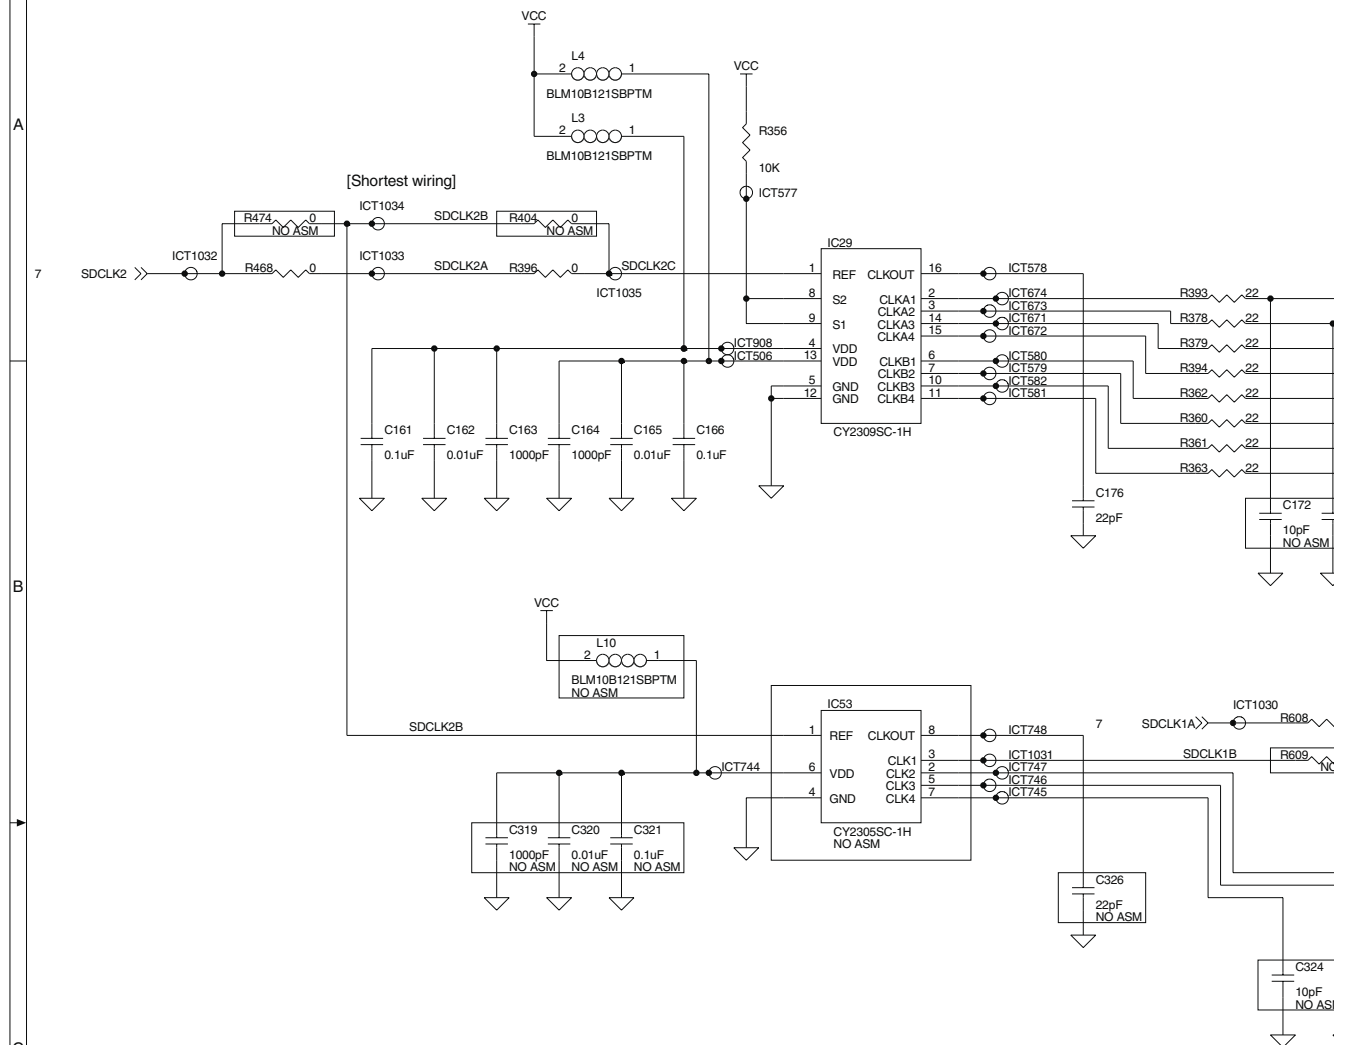 VCC
L4
2 1
BLM10B121SBPTM
VCC
L3
2 1
BLM10B121SBPTM
A
R356
10K
[Shortest wiring]
ICT577
ICT1034
R474 0
NO ASM
SDCLK2B
R404 0
NO ASM
IC29
ICT1032
ICT1033
7 SDCLK2
R468 0
SDCLK2A
R396 0
SDCLK2C
ICT1035
1 REF CLKOUT 16 ICT578
8 S2 CLKA1 2 ICT674
CLKA2 3 ICT673
9 S1 CLKA3 14 ICT671
CLKA4 15 ICT672
ICT908 4 VDD
ICT506 13 VDD
CLKB1 6 ICT580
CLKB2 7 ICT579
5 GND CLKB3 10 ICT582
12 GND CLKB4 11 ICT581
CY2309SC-1H
R393 22
R378 22
R379 22
R394 22
R362 22
R360 22
R361 22
R363 22
C161 C162 C163 C164 C165 C166
0.1uF 0.01uF 1000pF 1000pF 0.01uF 0.1uF
C176
22pF
C172
10pF
NO ASM
B
VCC
L10
2 1
BLM10B121SBPTM
NO ASM
IC53
SDCLK2B
1 REF CLKOUT 8 ICT748
CLK1 3 ICT1031
ICT744 6 VDD CLK2 2 ICT747
CLK3 5 ICT746
4 GND CLK4 7 ICT745
CY2305SC-1H
NO ASM
ICT1030
7 SDCLK1A
R608
SDCLK1B
R609
C319 C320 C321
1000pF 0.01uF 0.1uF
NO ASM NO ASM NO ASM
C326
22pF
NO ASM
C324
10pF